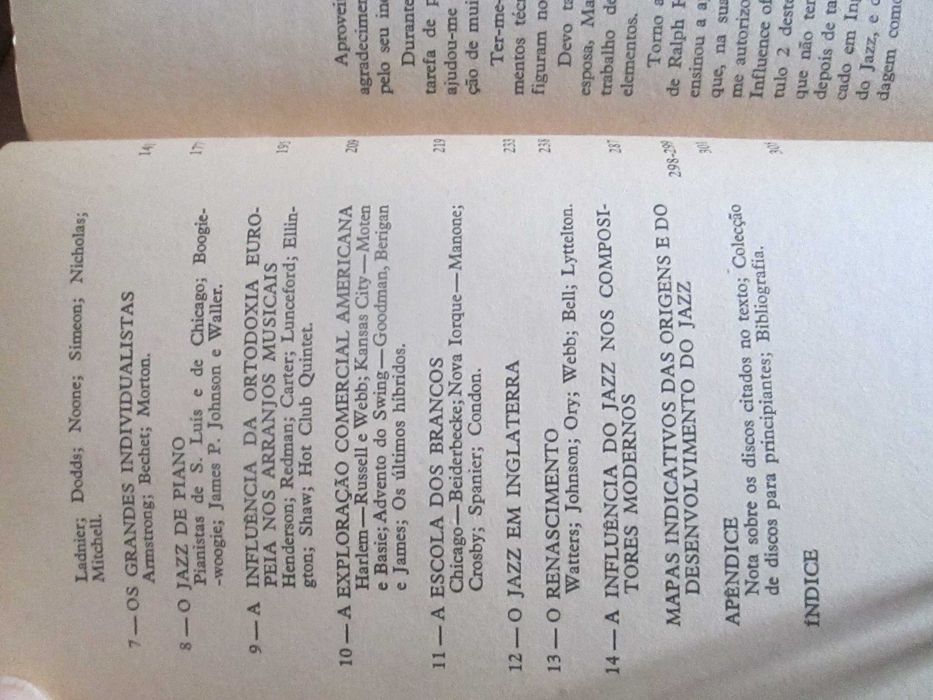 Ladnier; Dodds; Noone; Simeon; Nicholas;
Mitchell.
7 — OS GRANDES INDIVIDUALISTAS
Armstrong; Bechet; Morton.
8 — O JAZZ DE PIANO 177
Pianistas de S. Luis e de Chicago; Boogie-
-woogie; James P. Johnson e Waller.
9 — A INFLUÊNCIA DA ORTODOXIA EURO-
PEIA NOS ARRANJOS MUSICAIS 195
Henderson; Redman; Carter; Lunceford; Ellin-
gton; Shaw; Hot Club Quintet.
10 — A EXPLORAÇÃO COMERCIAL AMERICANA 209
Harlem — Russell e Webb; Kansas City — Moten
e Basie; Advento do Swing — Goodman, Berigan
e James; Os últimos híbridos.
11 — A ESCOLA DOS BRANCOS 219
Chicago — Beiderbecke; Nova Iorque — Manone;
Crosby; Spanier; Condon.
12 — O JAZZ EM INGLATERRA 233
13 — O RENASCIMENTO 238
Watters; Johnson; Ory; Webb; Bell; Lyttelton.
14 — A INFLUÊNCIA DO JAZZ NOS COMPOSI-
TORES MODERNOS 287
MAPAS INDICATIVOS DAS ORIGENS E DO
DESENVOLVIMENTO DO JAZZ 298-299
APÊNDICE 301
Nota sobre os discos citados no texto; Colecção
de discos para principiantes; Bibliografia.
ÍNDICE
Aprovei
agradecimen
pelo seu in
Durante
tarefa de
ajudou-me
ção de mui
Ter-me-
mentos téc
figuram no
Devo ta
esposa, Ma
trabalho de
elementos.
Torno a
de Ralph
ensinou a a
que, na sua
me autorizo
Influence of
tulo 2 deste
que não ter
depois de ta
cado em Ing
do Jazz, e
dagem como